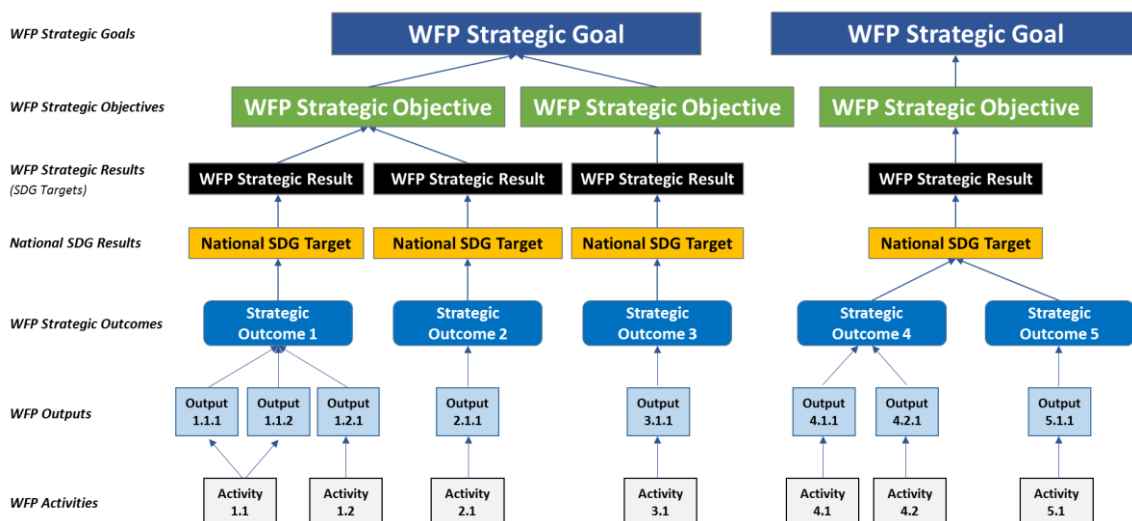 WFP Strategic Goals
WFP Strategic Goal
WFP Strategic Goal
WFP Strategic Objectives
WFP Strategic Objective
WFP Strategic Objective
WFP Strategic Objective
WFP Strategic Results
(SDG Targets)
WFP Strategic Result
WFP Strategic Result
WFP Strategic Result
WFP Strategic Result
National SDG Results
National SDG Target
National SDG Target
National SDG Target
National SDG Target
WFP Strategic Outcomes
Strategic
Outcome 1
Strategic
Outcome 2
Strategic
Outcome 3
Strategic
Outcome 4
Strategic
Outcome 5
WFP Outputs
Output
1.1.1
Output
1.1.2
Output
1.2.1
Output
2.1.1
Output
3.1.1
Output
4.1.1
Output
4.2.1
Output
5.1.1
WFP Activities
Activity
1.1
Activity
1.2
Activity
2.1
Activity
3.1
Activity
4.1
Activity
4.2
Activity
5.1